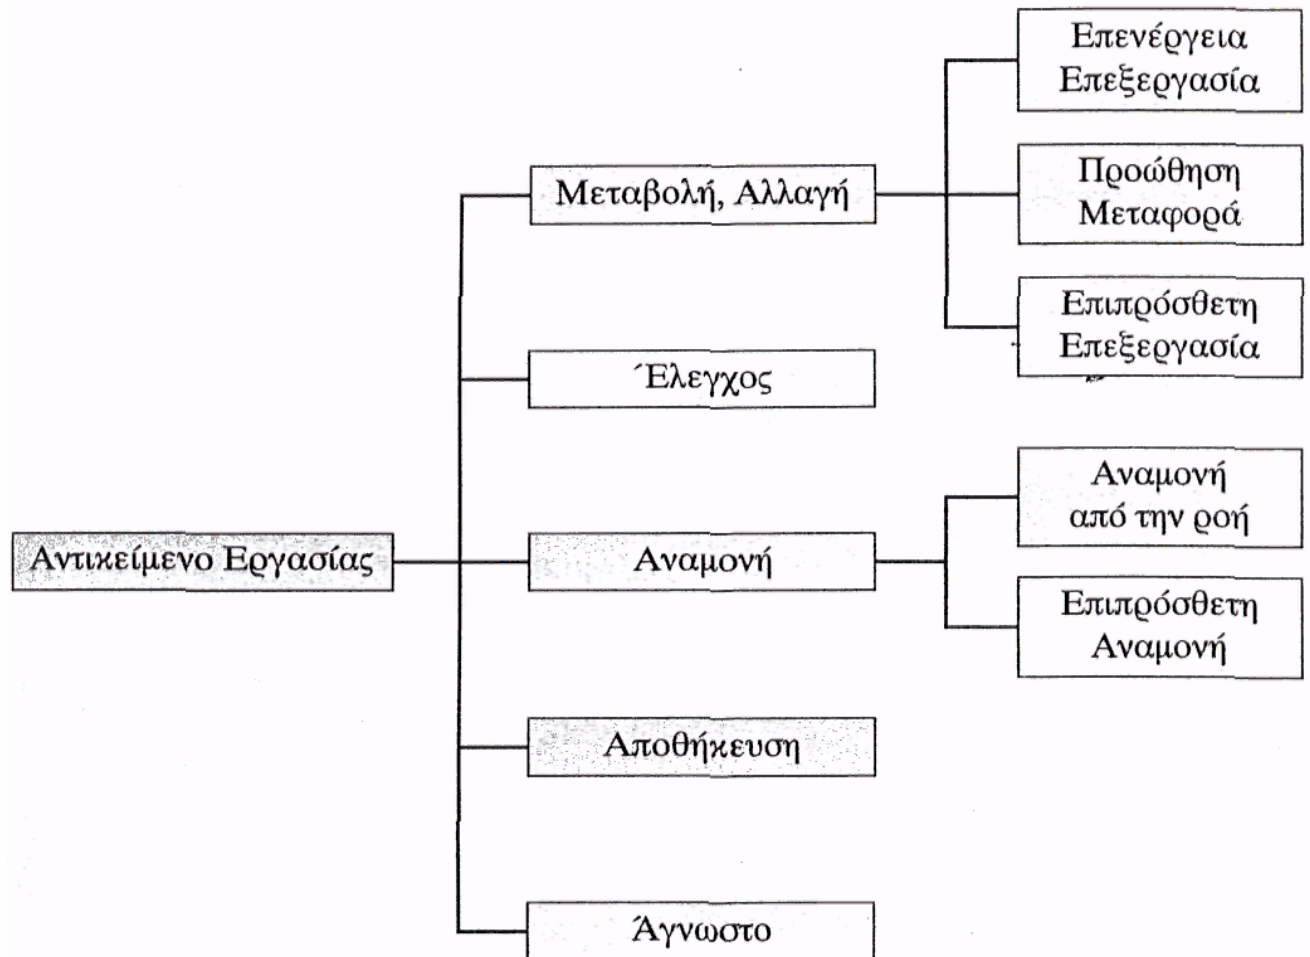 Επενέργεια
Επεξεργασία
Μεταβολή, Αλλαγή
Προώθηση
Μεταφορά
Επιπρόσθετη
Επεξεργασία
Έλεγχος
Αναμονή
από την ροή
Αντικείμενο Εργασίας
Αναμονή
Επιπρόσθετη
Αναμονή
Αποθήκευση
Άγνωστο